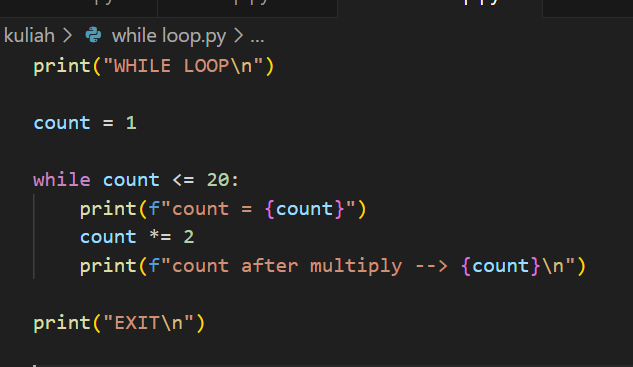 kuliah > while loop.py > ...
print("WHILE LOOP\n")
count = 1
while count <= 20:
    print(f"count = {count}")
    count *= 2
    print(f"count after multiply --> {count}\n")
print("EXIT\n")